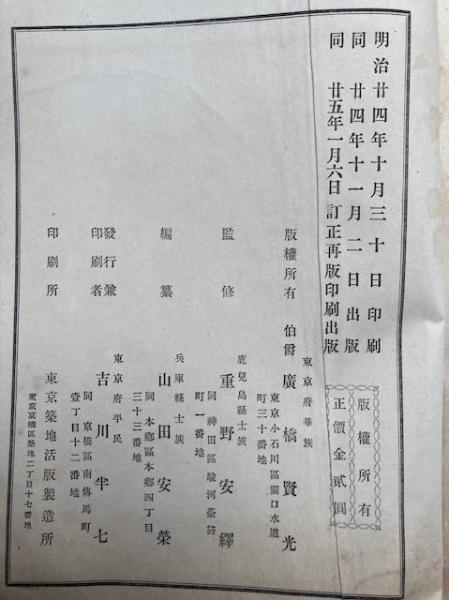 明治廿四年十月三十日印刷
同 廿四年十一月二日出版
同 廿五年一月六日訂正再版印刷出版
版權所有
正價金貳圓
東京府華族
版權所有 伯爵 廣橋賢光
東京小石川區關口水道
町三十番地
鹿兒島縣士族
監修 重野安繹
同 神田區駿河臺袋
町一番地
兵庫縣士族
編纂 山田安榮
同 本鄉區本鄉四丁目
三十三番地
東京府平民
發行兼
印刷者 吉川半七
同 京橋區南傳馬町
壹丁目十二番地
印刷所 東京築地活版製造所
東京京橋區築地二丁目十七番地